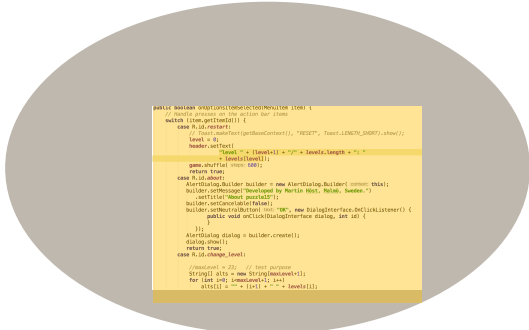 public boolean onOptionsItemSelected(MenuItem item) {
// Handle presses on the action bar items
switch (item.getItemId()) {
case R.id.restart:
// Toast.makeText(getBaseContext(), "RESET", Toast.LENGTH_SHORT).show();
level = 0;
header.setText(
"level " + (level+1) + "/" + levels.length + ": "
+ levels[level]);
game.shuffle( shows: 600);
return true;
case R.id.about:
AlertDialog.Builder builder = new AlertDialog.Builder( context: this);
builder.setMessage("Developed by Martin Höst, Malmö, Sweden.")
.setTitle("About puzzle15")
builder.setCancelable(false);
builder.setNeutralButton( text: "OK", new DialogInterface.OnClickListener() {
public void onClick(DialogInterface dialog, int id) {
}
});
AlertDialog dialog = builder.create();
dialog.show();
return true;
case R.id.change_level:
//maxLevel = 23; // test purpose
String[] alts = new String[maxLevel+1];
for (int i=0; i<maxLevel+1; i++)
alts[i] = "" + (i+1) + " " + levels[i];